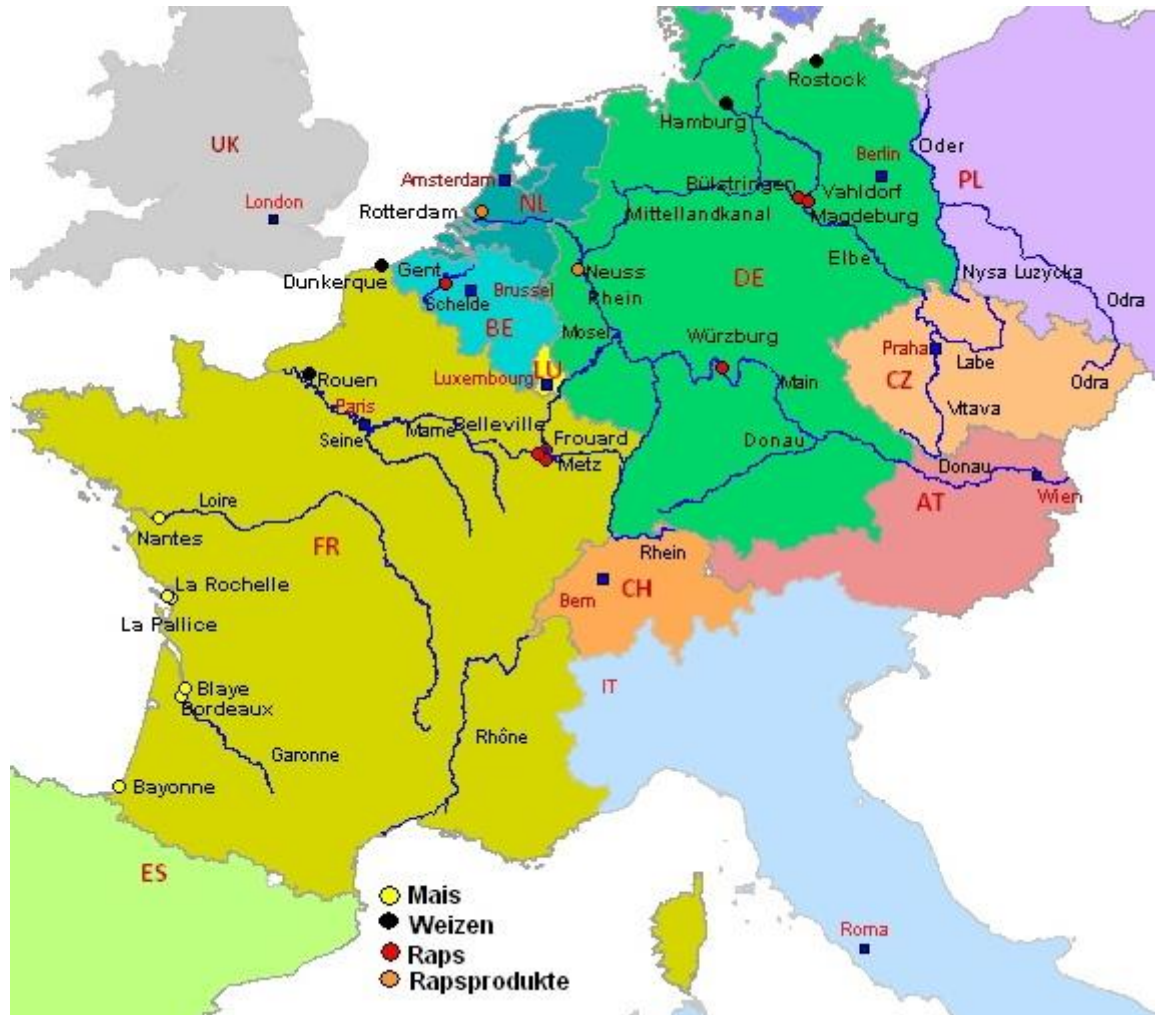 Rostock
Hamburg
UK
Oder
Berlin
Amsterdam
PL
Bülstringen
Vahldorf
London
NL
Rotterdam
Mittellandkanal
Magdeburg
Elbe
Gent
Neuss
DE
Nysa Luzycka
Dunkerque
Brussel
Rhein
Odra
Schelde
BE
Mosel
Würzburg
Praha
Labe
LU
Luxembourg
Rouen
Main
CZ
Odra
Paris
Vltava
Belleville
Marne
Seine
Frouard
Donau
Metz
Donau
Loire
Wien
AT
Nantes
FR
Rhein
La Rochelle
Bern
CH
La Pallice
IT
Blaye
Bordeaux
Rhône
Garonne
Bayonne
ES
Mais
Weizen
Raps
Rapsprodukte
Roma